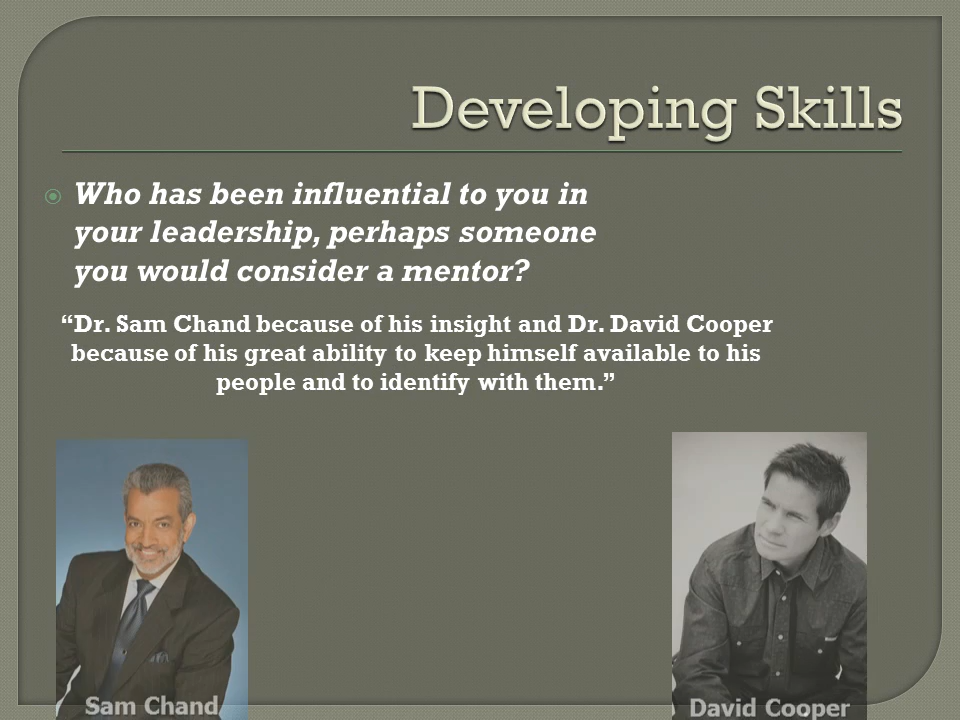 Developing Skills
Who has been influential to you in
your leadership, perhaps someone
you would consider a mentor?
“Dr. Sam Chand because of his insight and Dr. David Cooper
because of his great ability to keep himself available to his
people and to identify with them.”
Sam Chand
David Cooper